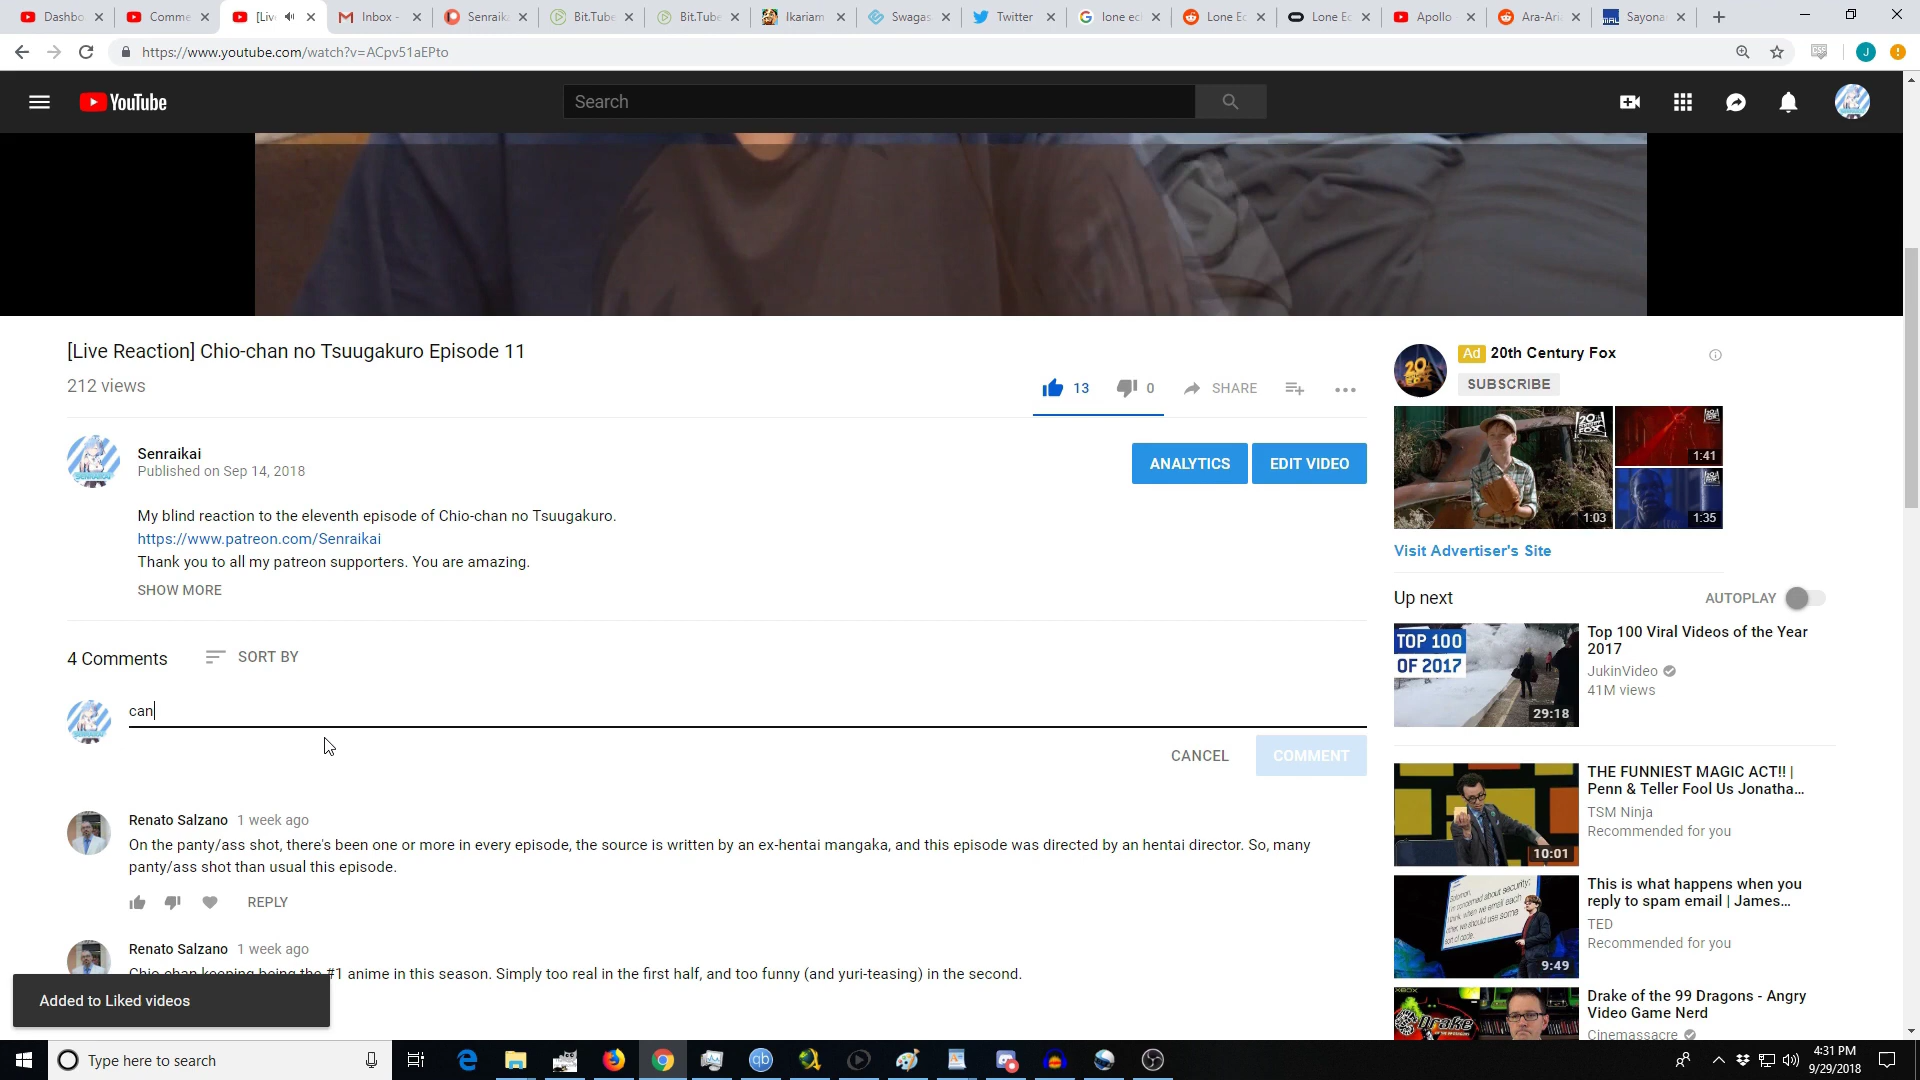 Dashbo
Comme
[Liv
Inbox -
Senraik
Bit.Tube
Bit.Tube
Ikariam
Swagas
Twitter
lone ec
Lone Ec
Lone Ec
Apollo
Ara-Ari
Sayona
https://www.youtube.com/watch?v=ACpv51aEPto
J
YouTube
Search
[Live Reaction] Chio-chan no Tsuugakuro Episode 11
212 views
13
0
SHARE
Senraikai
Published on Sep 14, 2018
ANALYTICS
EDIT VIDEO
My blind reaction to the eleventh episode of Chio-chan no Tsuugakuro.
https://www.patreon.com/Senraikai
Thank you to all my patreon supporters. You are amazing.
SHOW MORE
4 Comments
SORT BY
can
CANCEL
COMMENT
Renato Salzano 1 week ago
On the panty/ass shot, there's been one or more in every episode, the source is written by an ex-hentai mangaka, and this episode was directed by an hentai director. So, many
panty/ass shot than usual this episode.
REPLY
Renato Salzano 1 week ago
Chio-chan keeping being the #1 anime in this season. Simply too real in the first half, and too funny (and yuri-teasing) in the second.
Added to Liked videos
Ad 20th Century Fox
SUBSCRIBE
1:03
1:41
1:35
Visit Advertiser's Site
Up next
AUTOPLAY
TOP 100
OF 2017
29:18
Top 100 Viral Videos of the Year
2017
JukinVideo
41M views
10:01
THE FUNNIEST MAGIC ACT!! |
Penn & Teller Fool Us Jonatha...
TSM Ninja
Recommended for you
9:49
This is what happens when you
reply to spam email | James...
TED
Recommended for you
Drake of the 99 Dragons - Angry
Video Game Nerd
Cinemassacre
Type here to search
4:31 PM
9/29/2018